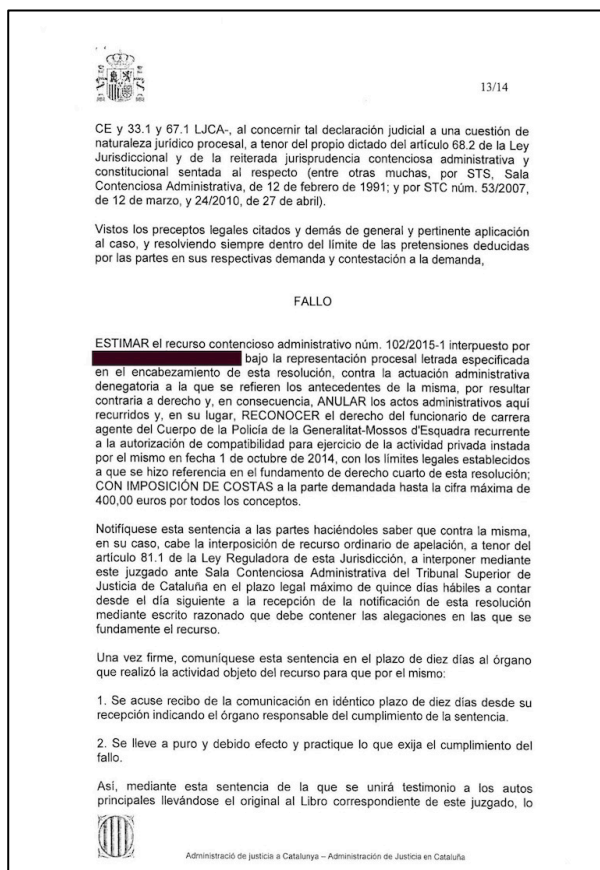 13/14
CE y 33.1 y 67.1 LJCA-, al concernir tal declaración judicial a una cuestión de
naturaleza jurídico procesal, a tenor del propio dictado del artículo 68.2 de la Ley
Jurisdiccional y de la reiterada jurisprudencia contenciosa administrativa y
constitucional sentada al respecto (entre otras muchas, por STS, Sala
Contenciosa Administrativa, de 12 de febrero de 1991; y por STC núm. 53/2007,
de 12 de marzo, y 24/2010, de 27 de abril).
Vistos los preceptos legales citados y demás de general y pertinente aplicación
al caso, y resolviendo siempre dentro del límite de las pretensiones deducidas
por las partes en sus respectivas demanda y contestación a la demanda,
FALLO
ESTIMAR el recurso contencioso administrativo núm. 102/2015-1 interpuesto por
bajo la representación procesal letrada especificada
en el encabezamiento de esta resolución, contra la actuación administrativa
denegatoria a la que se refieren los antecedentes de la misma, por resultar
contraria a derecho y, en consecuencia, ANULAR los actos administrativos aquí
recurridos y, en su lugar, RECONOCER el derecho del funcionario de carrera
agente del Cuerpo de la Policía de la Generalitat-Mossos d'Esquadra recurrente
a la autorización de compatibilidad para ejercicio de la actividad privada instada
por el mismo en fecha 1 de octubre de 2014, con los límites legales establecidos
a que se hizo referencia en el fundamento de derecho cuarto de esta resolución;
CON IMPOSICIÓN DE COSTAS a la parte demandada hasta la cifra máxima de
400,00 euros por todos los conceptos.
Notifíquese esta sentencia a las partes haciéndoles saber que contra la misma,
en su caso, cabe la interposición de recurso ordinario de apelación, a tenor del
artículo 81.1 de la Ley Reguladora de esta Jurisdicción, a interponer mediante
este juzgado ante Sala Contenciosa Administrativa del Tribunal Superior de
Justicia de Cataluña en el plazo legal máximo de quince días hábiles a contar
desde el día siguiente a la recepción de la notificación de esta resolución
mediante escrito razonado que debe contener las alegaciones en las que se
fundamente el recurso.
Una vez firme, comuníquese esta sentencia en el plazo de diez días al órgano
que realizó la actividad objeto del recurso para que por el mismo:
1. Se acuse recibo de la comunicación en idéntico plazo de diez días desde su
recepción indicando el órgano responsable del cumplimiento de la sentencia.
2. Se lleve a puro y debido efecto y practique lo que exija el cumplimiento del
fallo.
Así, mediante esta sentencia de la que se unirá testimonio a los autos
principales llevándose el original al Libro correspondiente de este juzgado, lo
Administració de justicia a Catalunya – Administración de Justicia en Cataluña